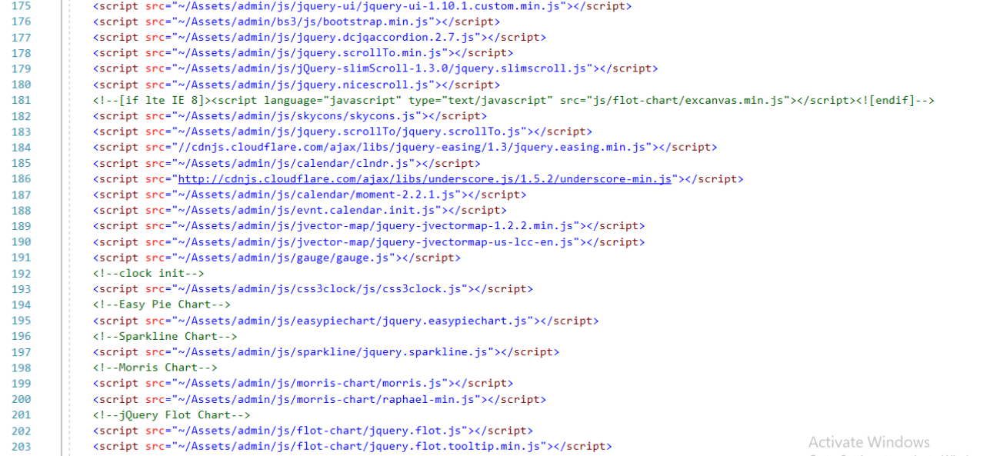 175 <script src="~/Assets/admin/js/jquery-ui/jquery-ui-1.10.1.custom.min.js"></script>
176 <script src="~/Assets/admin/bs3/js/bootstrap.min.js"></script>
177 <script src="~/Assets/admin/js/jquery.dcjqaccordion.2.7.js"></script>
178 <script src="~/Assets/admin/js/jquery.scrollTo.min.js"></script>
179 <script src="~/Assets/admin/js/jQuery-slimScroll-1.3.0/jquery.slimscroll.js"></script>
180 <script src="~/Assets/admin/js/jquery.nicescroll.js"></script>
181 <!--[if lte IE 8]><script language="javascript" type="text/javascript" src="js/flot-chart/excanvas.min.js"></script><![endif]-->
182 <script src="~/Assets/admin/js/skycons/skycons.js"></script>
183 <script src="~/Assets/admin/js/jquery.scrollTo/jquery.scrollTo.js"></script>
184 <script src="//cdnjs.cloudflare.com/ajax/libs/jquery-easing/1.3/jquery.easing.min.js"></script>
185 <script src="~/Assets/admin/js/calendar/clndr.js"></script>
186 <script src="http://cdnjs.cloudflare.com/ajax/libs/underscore.js/1.5.2/underscore-min.js"></script>
187 <script src="~/Assets/admin/js/calendar/moment-2.2.1.js"></script>
188 <script src="~/Assets/admin/js/evnt.calendar.init.js"></script>
189 <script src="~/Assets/admin/js/jvector-map/jquery-jvectormap-1.2.2.min.js"></script>
190 <script src="~/Assets/admin/js/jvector-map/jquery-jvectormap-us-lcc-en.js"></script>
191 <script src="~/Assets/admin/js/gauge/gauge.js"></script>
192 <!--clock init-->
193 <script src="~/Assets/admin/js/css3clock/js/css3clock.js"></script>
194 <!--Easy Pie Chart-->
195 <script src="~/Assets/admin/js/easypiechart/jquery.easypiechart.js"></script>
196 <!--Sparkline Chart-->
197 <script src="~/Assets/admin/js/sparkline/jquery.sparkline.js"></script>
198 <!--Morris Chart-->
199 <script src="~/Assets/admin/js/morris-chart/morris.js"></script>
200 <script src="~/Assets/admin/js/morris-chart/raphael-min.js"></script>
201 <!--jQuery Flot Chart-->
202 <script src="~/Assets/admin/js/flot-chart/jquery.flot.js"></script>
203 <script src="~/Assets/admin/js/flot-chart/jquery.flot.tooltip.min.js"></script>
Activate Windows